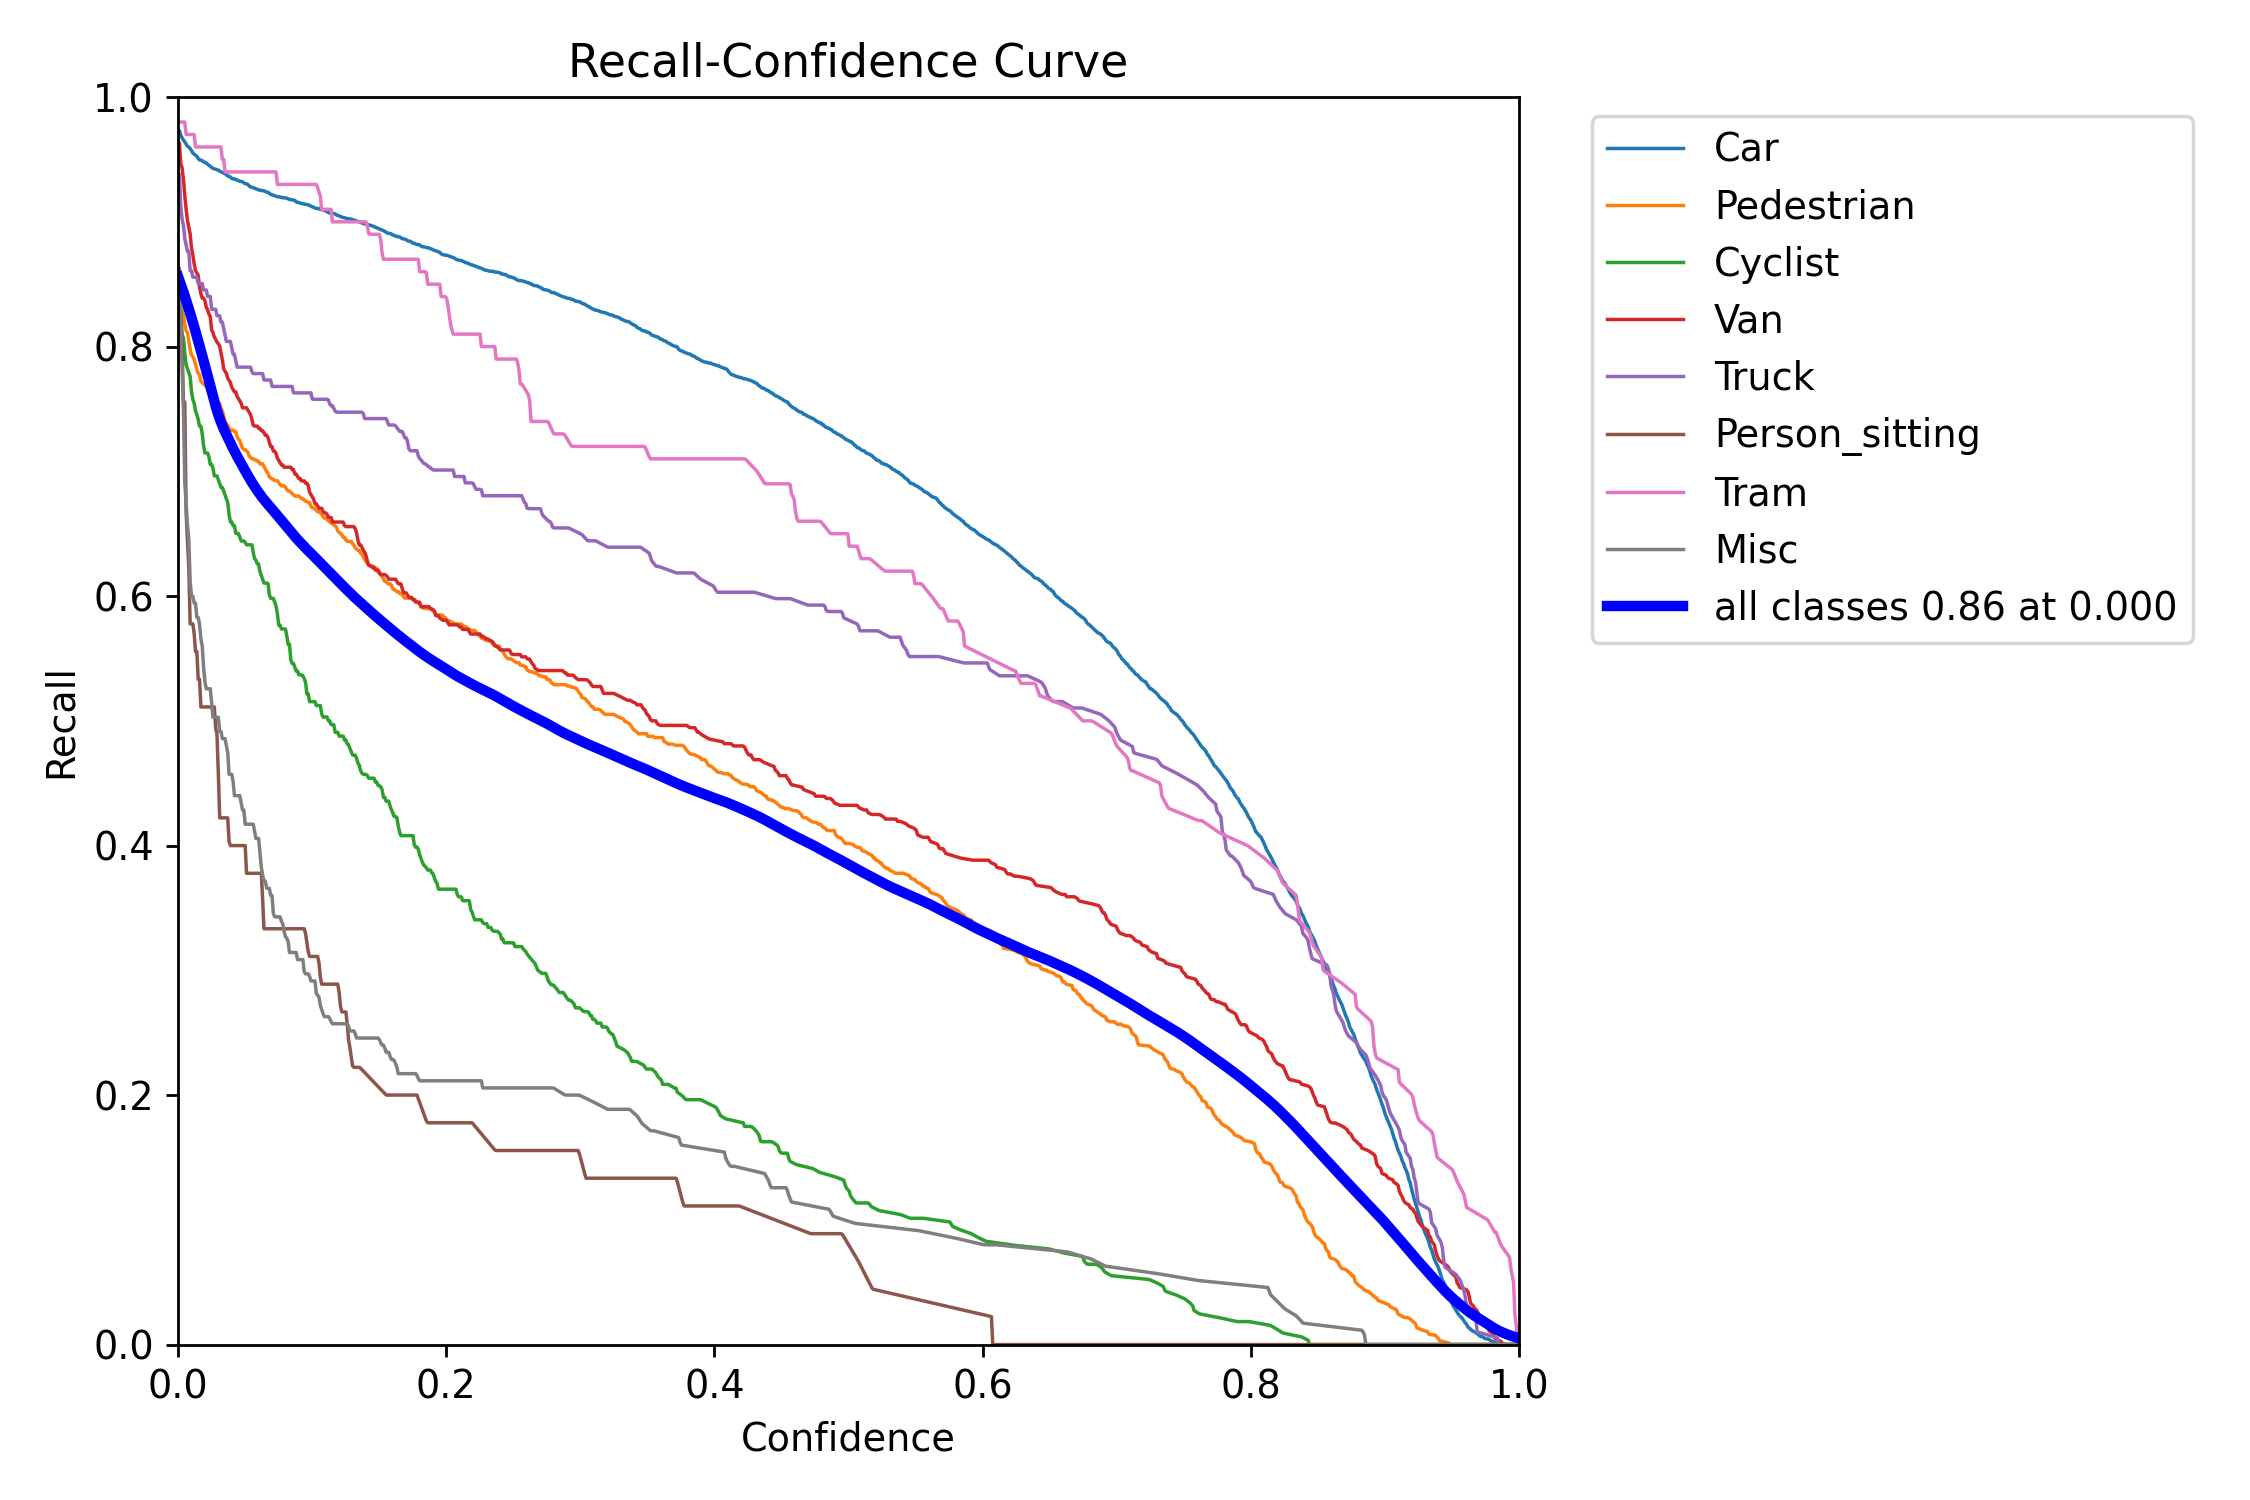 Recall-Confidence Curve
Recall
1.0
0.8
0.6
0.4
0.2
0.0
0.0 0.2 0.4 0.6 0.8 1.0
Confidence
Car
Pedestrian
Cyclist
Van
Truck
Person_sitting
Tram
Misc
all classes 0.86 at 0.000